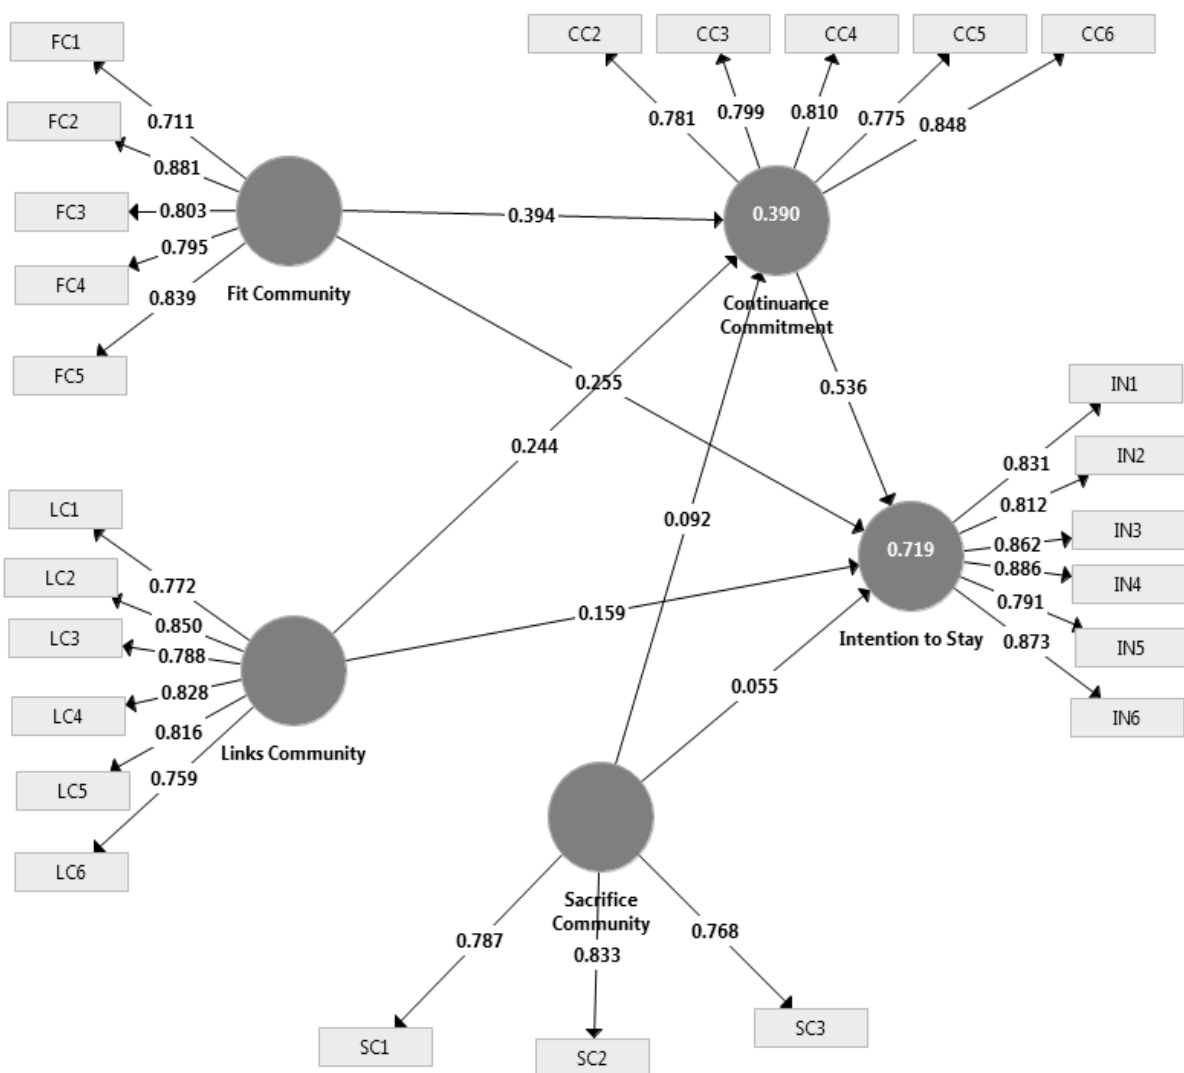 FC1
FC2
FC3
FC4
FC5
0.711
0.881
0.803
0.795
0.839
Fit Community
CC2
CC3
CC4
CC5
CC6
0.781
0.799
0.810
0.775
0.848
0.390
Continuance
Commitment
0.394
0.255
0.244
0.092
0.536
0.159
0.055
LC1
LC2
LC3
LC4
LC5
LC6
0.772
0.850
0.788
0.828
0.816
0.759
Links Community
0.719
Intention to Stay
IN1
IN2
IN3
IN4
IN5
IN6
0.831
0.812
0.862
0.886
0.791
0.873
Sacrifice
Community
0.787
0.833
0.768
SC1
SC2
SC3